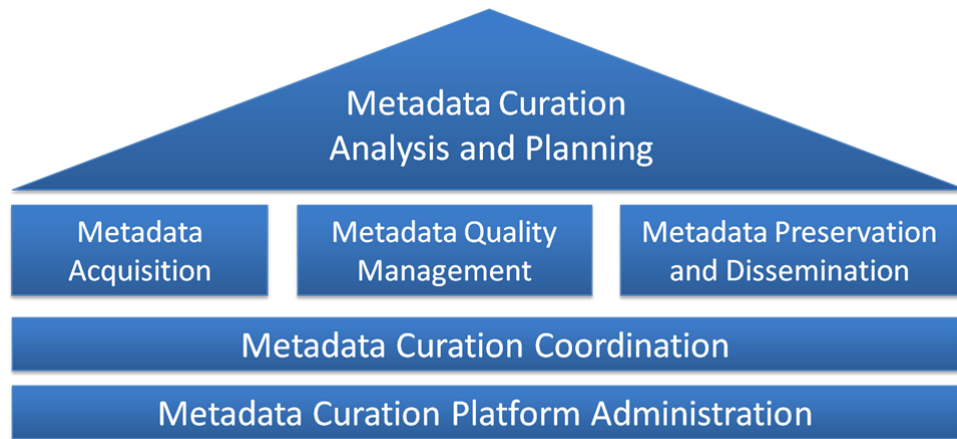 Metadata Curation
Analysis and Planning
Metadata
Acquisition
Metadata Quality
Management
Metadata Preservation
and Dissemination
Metadata Curation Coordination
Metadata Curation Platform Administration